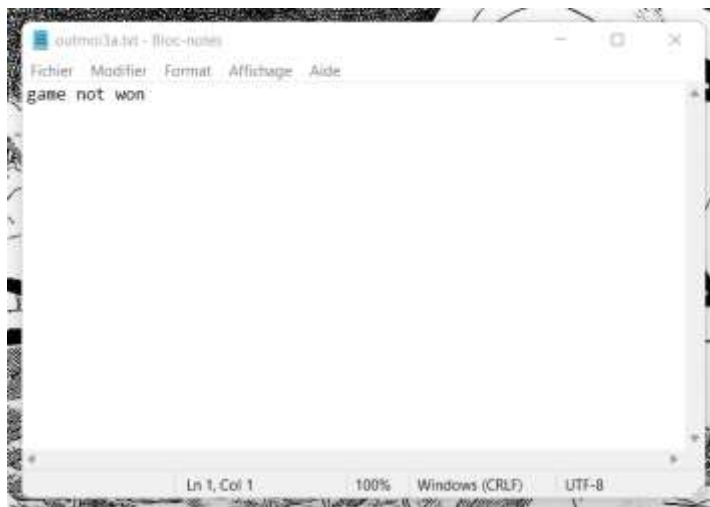 Bloc-notes
Fichier Modifier Format Affichage Aide
game not won
Ln 1, Col 1 100% Windows (CRLF) UTF-8